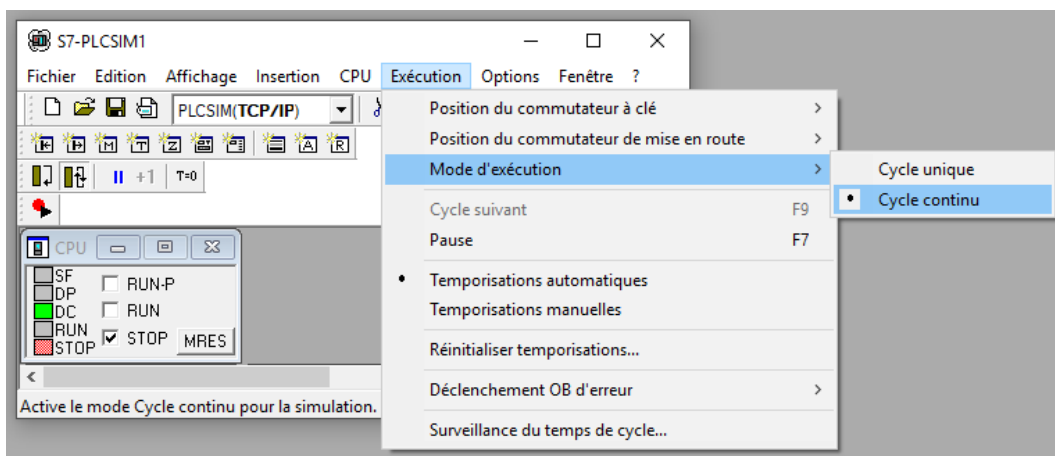 S7-PLCSIM1
Fichier Edition Affichage Insertion CPU Exécution Options Fenêtre ?
PLCSIM(TCP/IP)
E A M T Z A R
+1 T=0
CPU
SF
DP
DC
RUN
STOP
RUN-P
RUN
STOP
MRES
Active le mode Cycle continu pour la simulation.
Position du commutateur à clé
Position du commutateur de mise en route
Mode d'exécution
Cycle suivant F9
Pause F7
Temporisations automatiques
Temporisations manuelles
Réinitialiser temporisations...
Déclenchement OB d'erreur
Surveillance du temps de cycle...
Cycle unique
Cycle continu